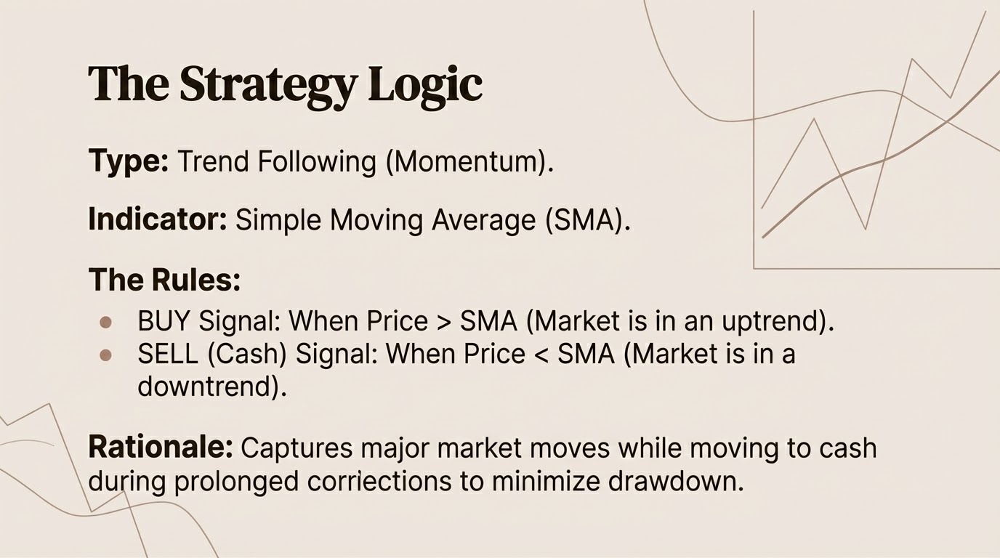 The Strategy Logic
Type: Trend Following (Momentum).
Indicator: Simple Moving Average (SMA).
The Rules:
● BUY Signal: When Price > SMA (Market is in an uptrend).
● SELL (Cash) Signal: When Price < SMA (Market is in a
downtrend).
Rationale: Captures major market moves while moving to cash
during prolonged corrlections to minimize drawdown.